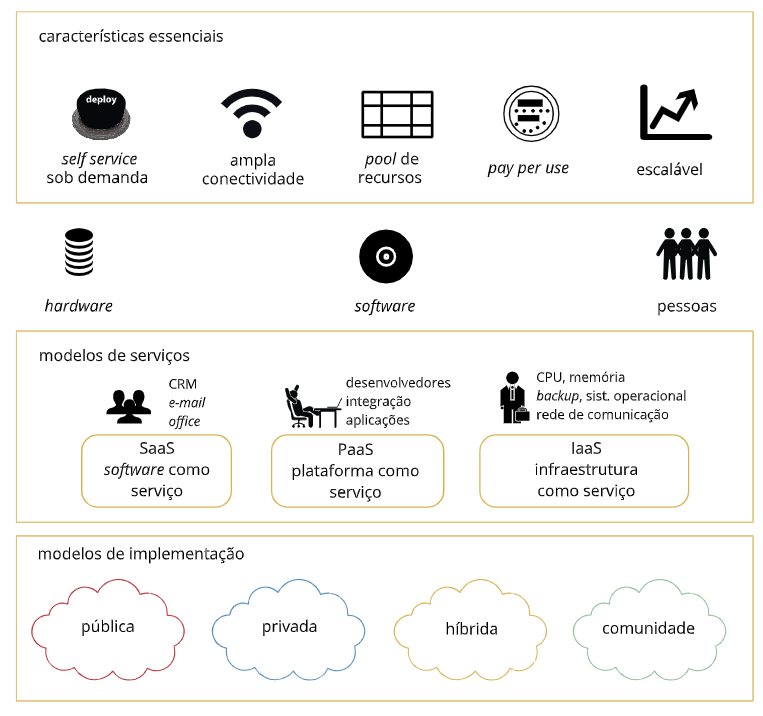 características essenciais
deploy
self service
sob demanda
ampla
conectividade
pool de
recursos
pay per use
escalável
hardware
software
pessoas
modelos de serviços
CRM
e-mail
office
SaaS
software como
serviço
desenvolvedores
integração
aplicações
PaaS
plataforma como
serviço
CPU, memória
backup, sist. operacional
rede de comunicação
IaaS
infraestrutura
como serviço
modelos de implementação
pública
privada
híbrida
comunidade